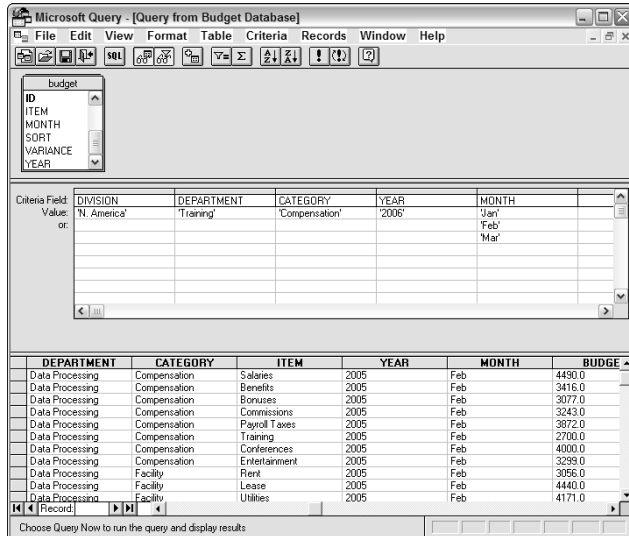 Microsoft Query - [Query from Budget Database]
File Edit View Format Table Criteria Records Window Help
SQL
budget
ID
ITEM
MONTH
SORT
VARIANCE
YEAR
Criteria Field: DIVISION DEPARTMENT CATEGORY YEAR MONTH
Value: 'N. America' 'Training' 'Compensation' '2006' 'Jan'
or: 'Feb'
'Mar'
DEPARTMENT CATEGORY ITEM YEAR MONTH BUDGE
Data Processing Compensation Salaries 2005 Feb 4490.0
Data Processing Compensation Benefits 2005 Feb 3416.0
Data Processing Compensation Bonuses 2005 Feb 3077.0
Data Processing Compensation Commissions 2005 Feb 3243.0
Data Processing Compensation Payroll Taxes 2005 Feb 3872.0
Data Processing Compensation Training 2005 Feb 2700.0
Data Processing Compensation Conferences 2005 Feb 4000.0
Data Processing Compensation Entertainment 2005 Feb 3299.0
Data Processing Facility Rent 2005 Feb 3056.0
Data Processing Facility Lease 2005 Feb 4440.0
Data Processing Facility Utilities 2005 Feb 4171.0
Record:
Choose Query Now to run the query and display results